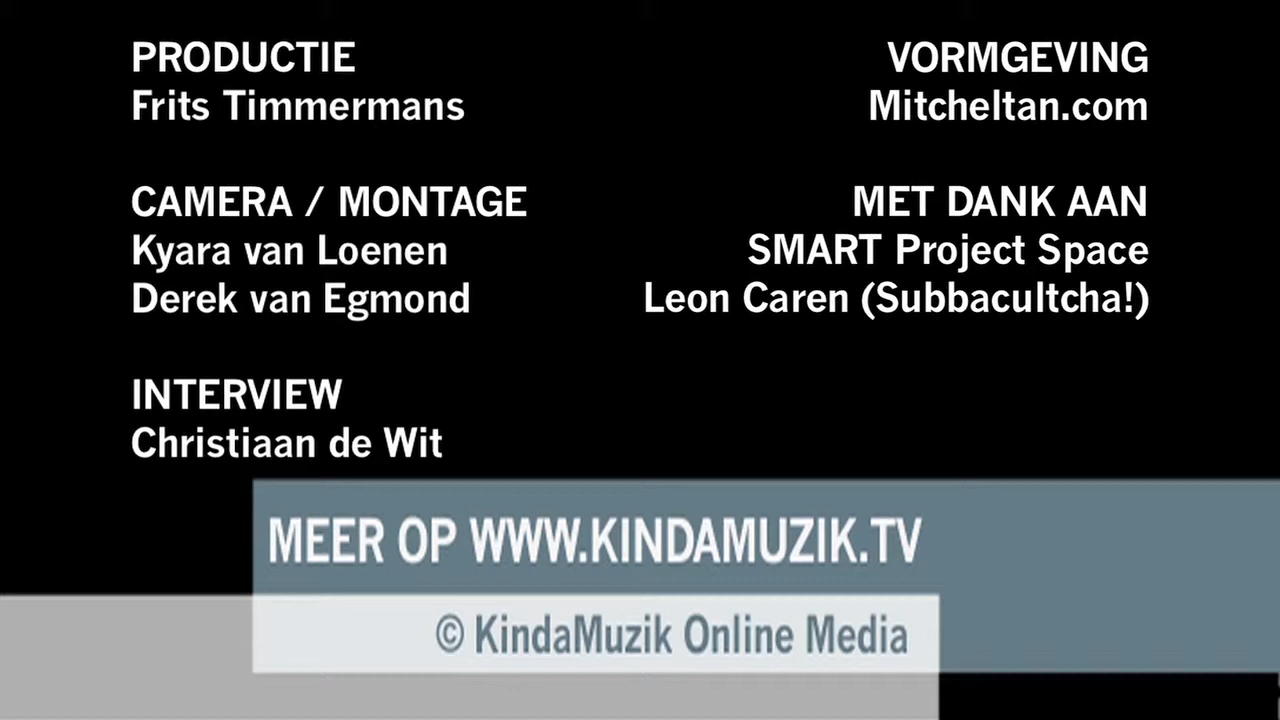 PRODUCTIE
Frits Timmermans
CAMERA / MONTAGE
Kyara van Loenen
Derek van Egmond
INTERVIEW
Christiaan de Wit
VORMGEVING
Mitcheltan.com
MET DANK AAN
SMART Project Space
Leon Caren (Subbacultcha!)
MEER OP WWW.KINDAMUZIK.TV
© KindaMuzik Online Media